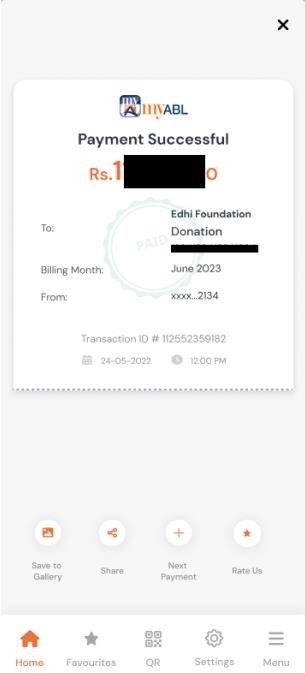 myABL
Payment Successful
Rs.
To:
Edhi Foundation
Donation
PAID
Billing Month: June 2023
From: xxxx...2134
Transaction ID # 112552359182
24-05-2022 12:00 PM
Save to Gallery
Share
Next Payment
Rate Us
Home Favourites QR Settings Menu